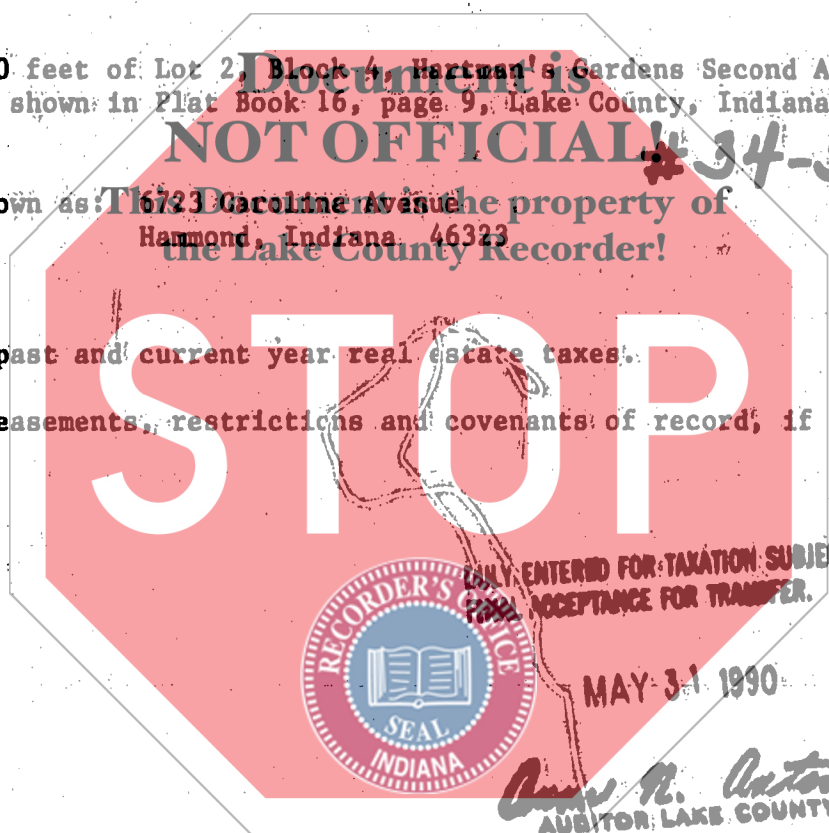 0 feet of Lot 2, Block 4, Hartman's Gardens Second A
shown in Plat Book 16, page 9, Lake County, Indiana
Document is
NOT OFFICIAL!
#34-
own as: 6723 Caroline Avenue
Hammond, Indiana 46323
This Document is the property of
the Lake County Recorder!
STOP
past and current year real estate taxes.
easements, restrictions and covenants of record, if
ENTERED FOR TAXATION SUBJE
FINAL ACCEPTANCE FOR TRANSFER.
RECORDER'S OFFICE
SEAL
INDIANA
MAY 31 1990
AUDITOR LAKE COUNTY